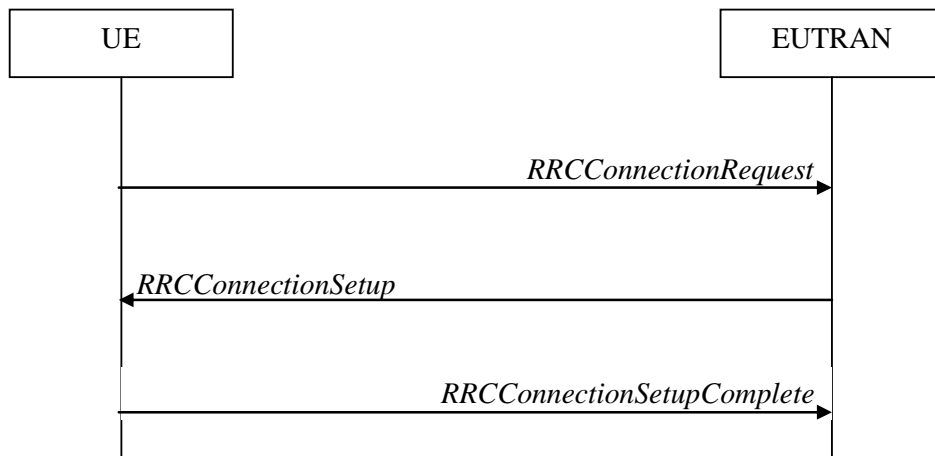 UE
EUTRAN
RRCConnectionRequest
RRCConnectionSetup
RRCConnectionSetupComplete